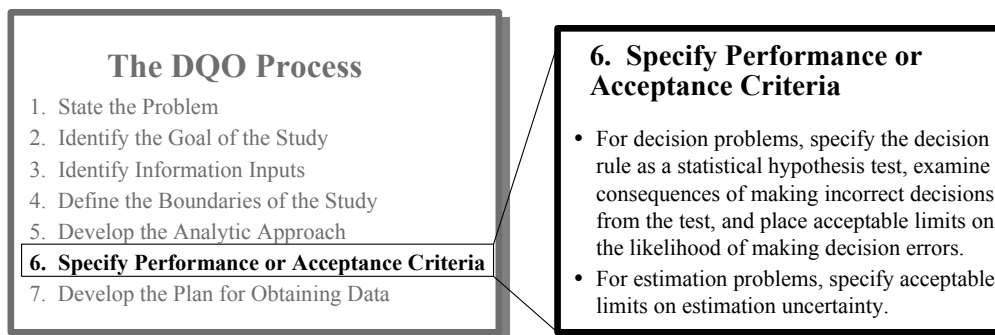 The DQO Process
1. State the Problem
2. Identify the Goal of the Study
3. Identify Information Inputs
4. Define the Boundaries of the Study
5. Develop the Analytic Approach
6. Specify Performance or Acceptance Criteria
7. Develop the Plan for Obtaining Data
6. Specify Performance or
Acceptance Criteria
• For decision problems, specify the decision
rule as a statistical hypothesis test, examine
consequences of making incorrect decisions
from the test, and place acceptable limits on
the likelihood of making decision errors.
• For estimation problems, specify acceptable
limits on estimation uncertainty.